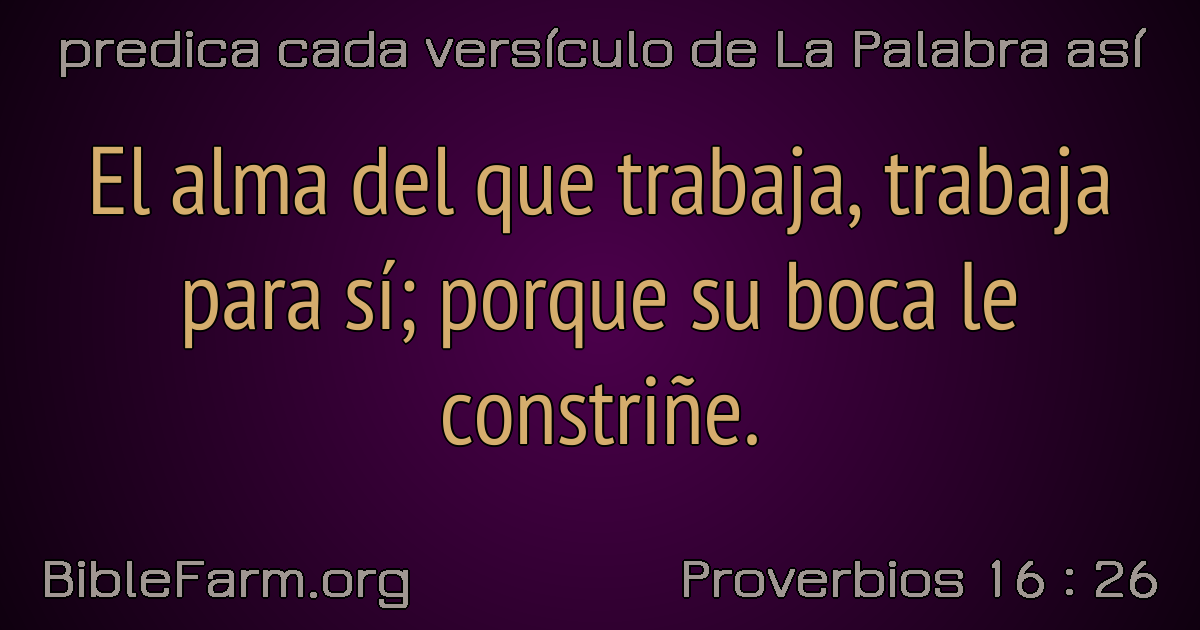 predica cada versículo de La Palabra así
El alma del que trabaja, trabaja
para sí; porque su boca le
constriñe.
BibleFarm.org
Proverbios 16 : 26